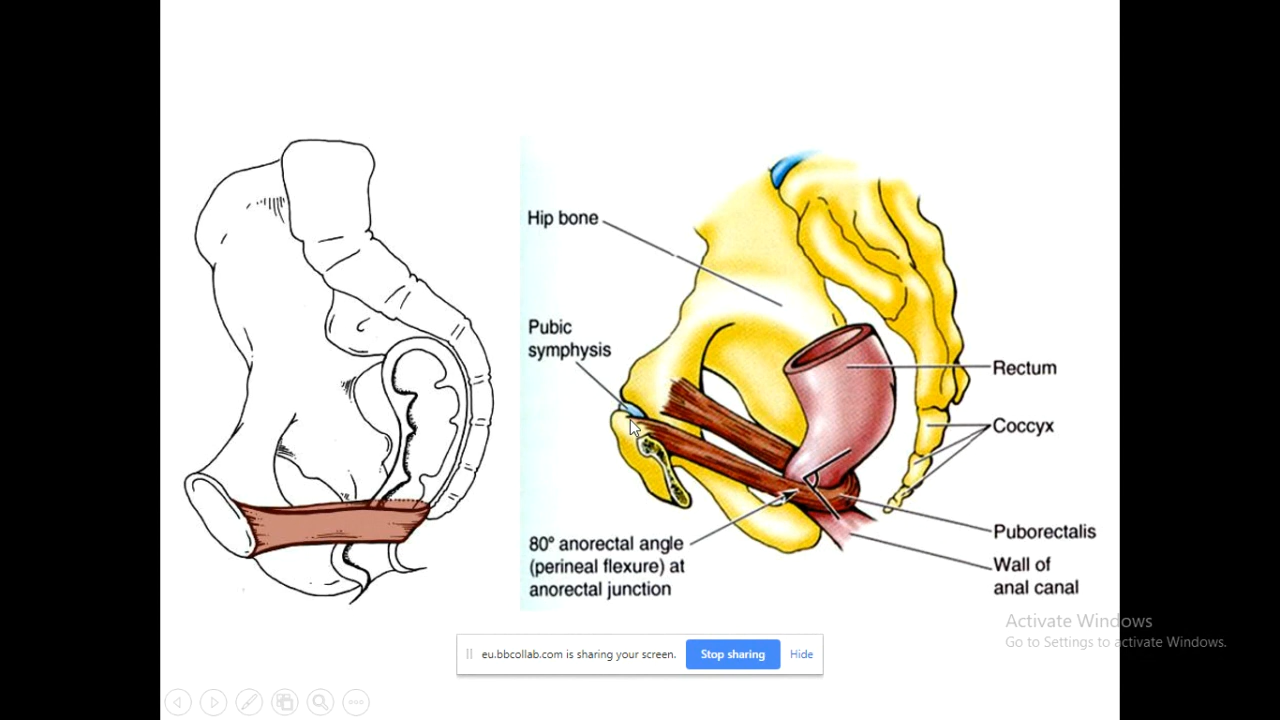 Hip bone
Pubic
symphysis
Rectum
Coccyx
Puborectalis
80° anorectal angle
(perineal flexure) at
anorectal junction
Wall of
anal canal
Activate Windows
Go to Settings to activate Windows.
eu.bbcollab.com is sharing your screen.
Stop sharing
Hide